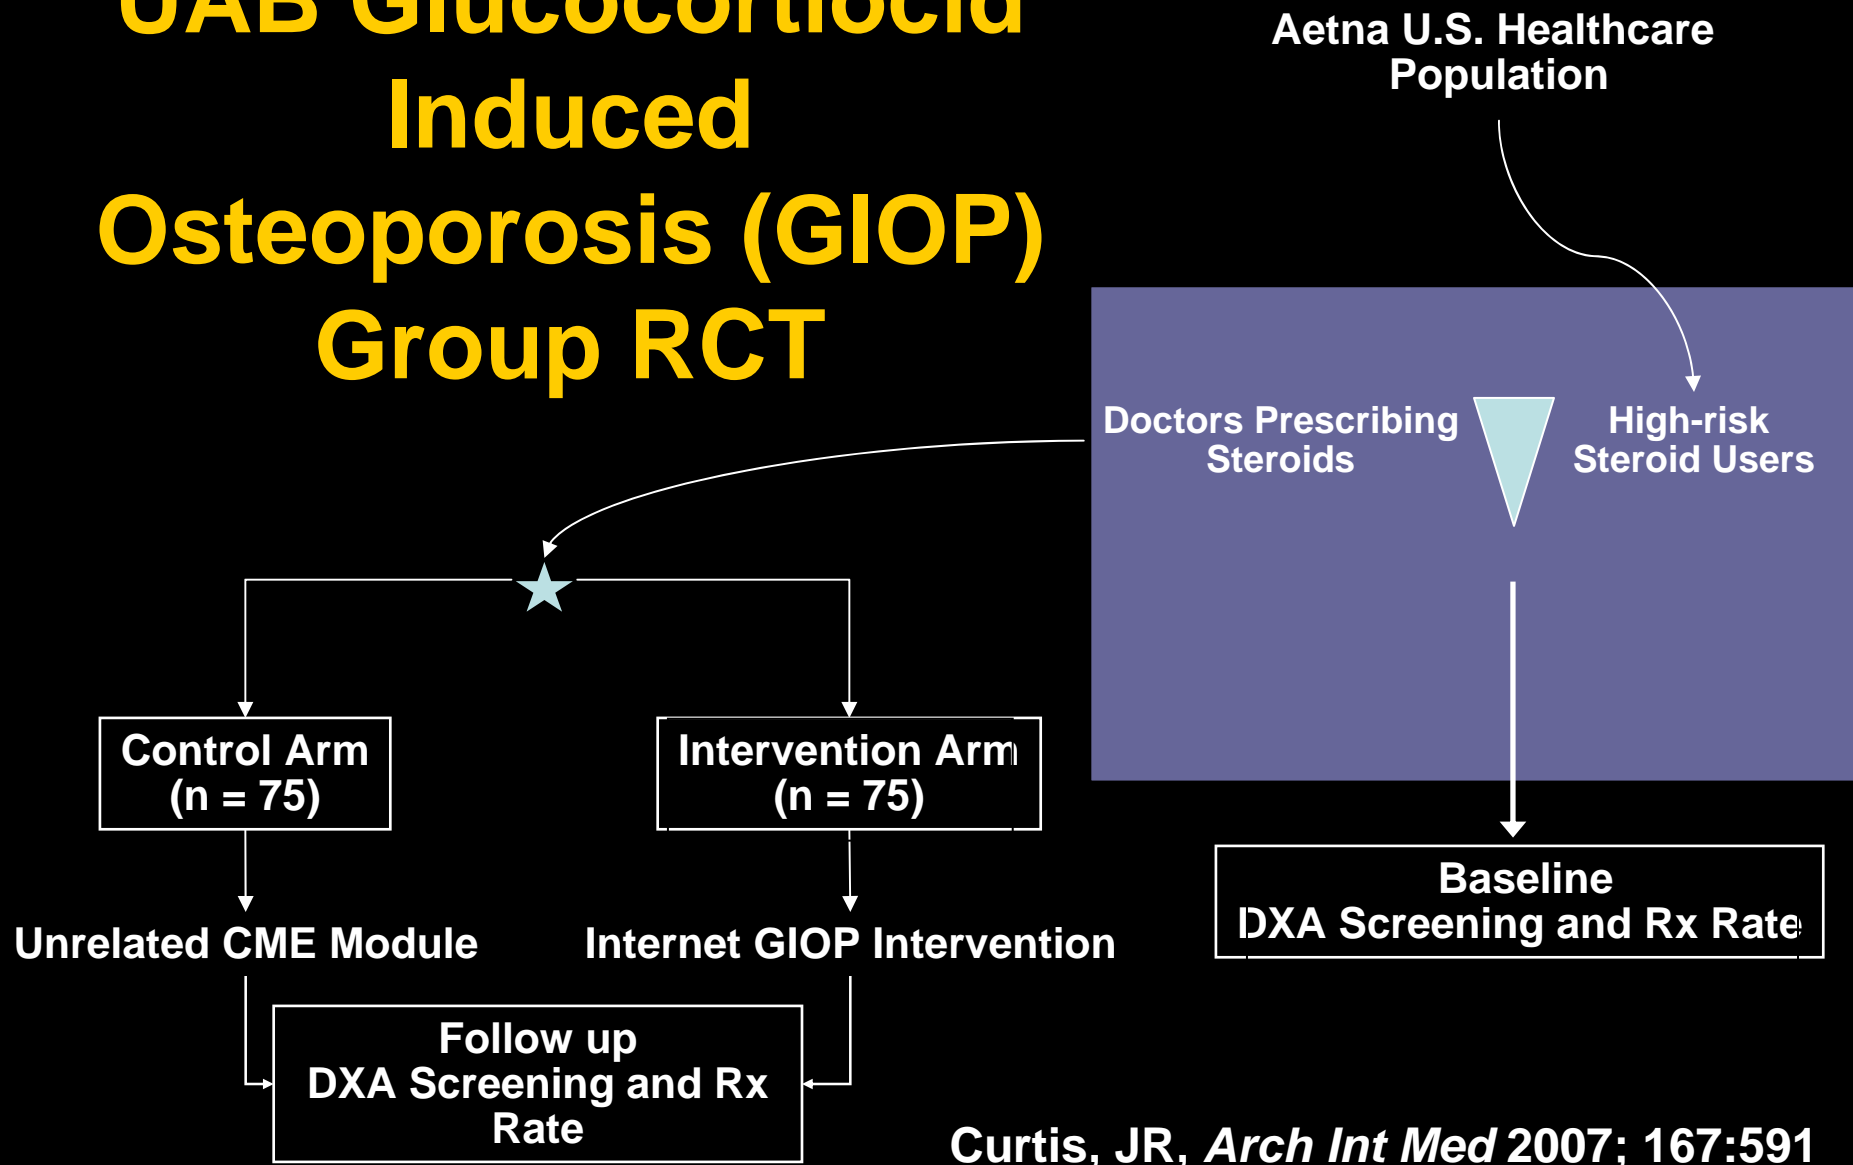 UAB Glucocortiocid
Induced
Osteoporosis (GIOP)
Group RCT
Aetna U.S. Healthcare
Population
Doctors Prescribing
Steroids
High-risk
Steroid Users
Control Arm
(n = 75)
Intervention Arm
(n = 75)
Baseline
DXA Screening and Rx Rate
Unrelated CME Module
Internet GIOP Intervention
Follow up
DXA Screening and Rx
Rate
Curtis, JR, Arch Int Med 2007; 167:591